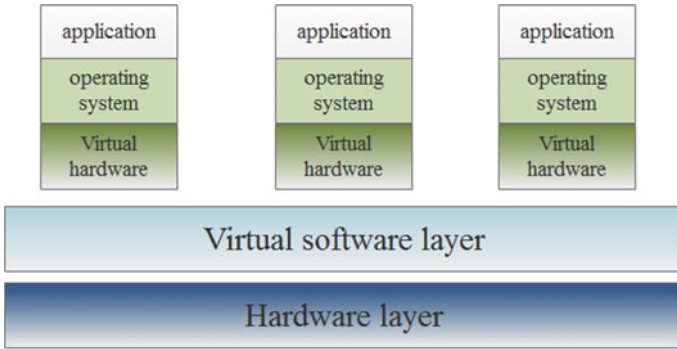 application
operating
system
Virtual
hardware
application
operating
system
Virtual
hardware
application
operating
system
Virtual
hardware
Virtual software layer
Hardware layer